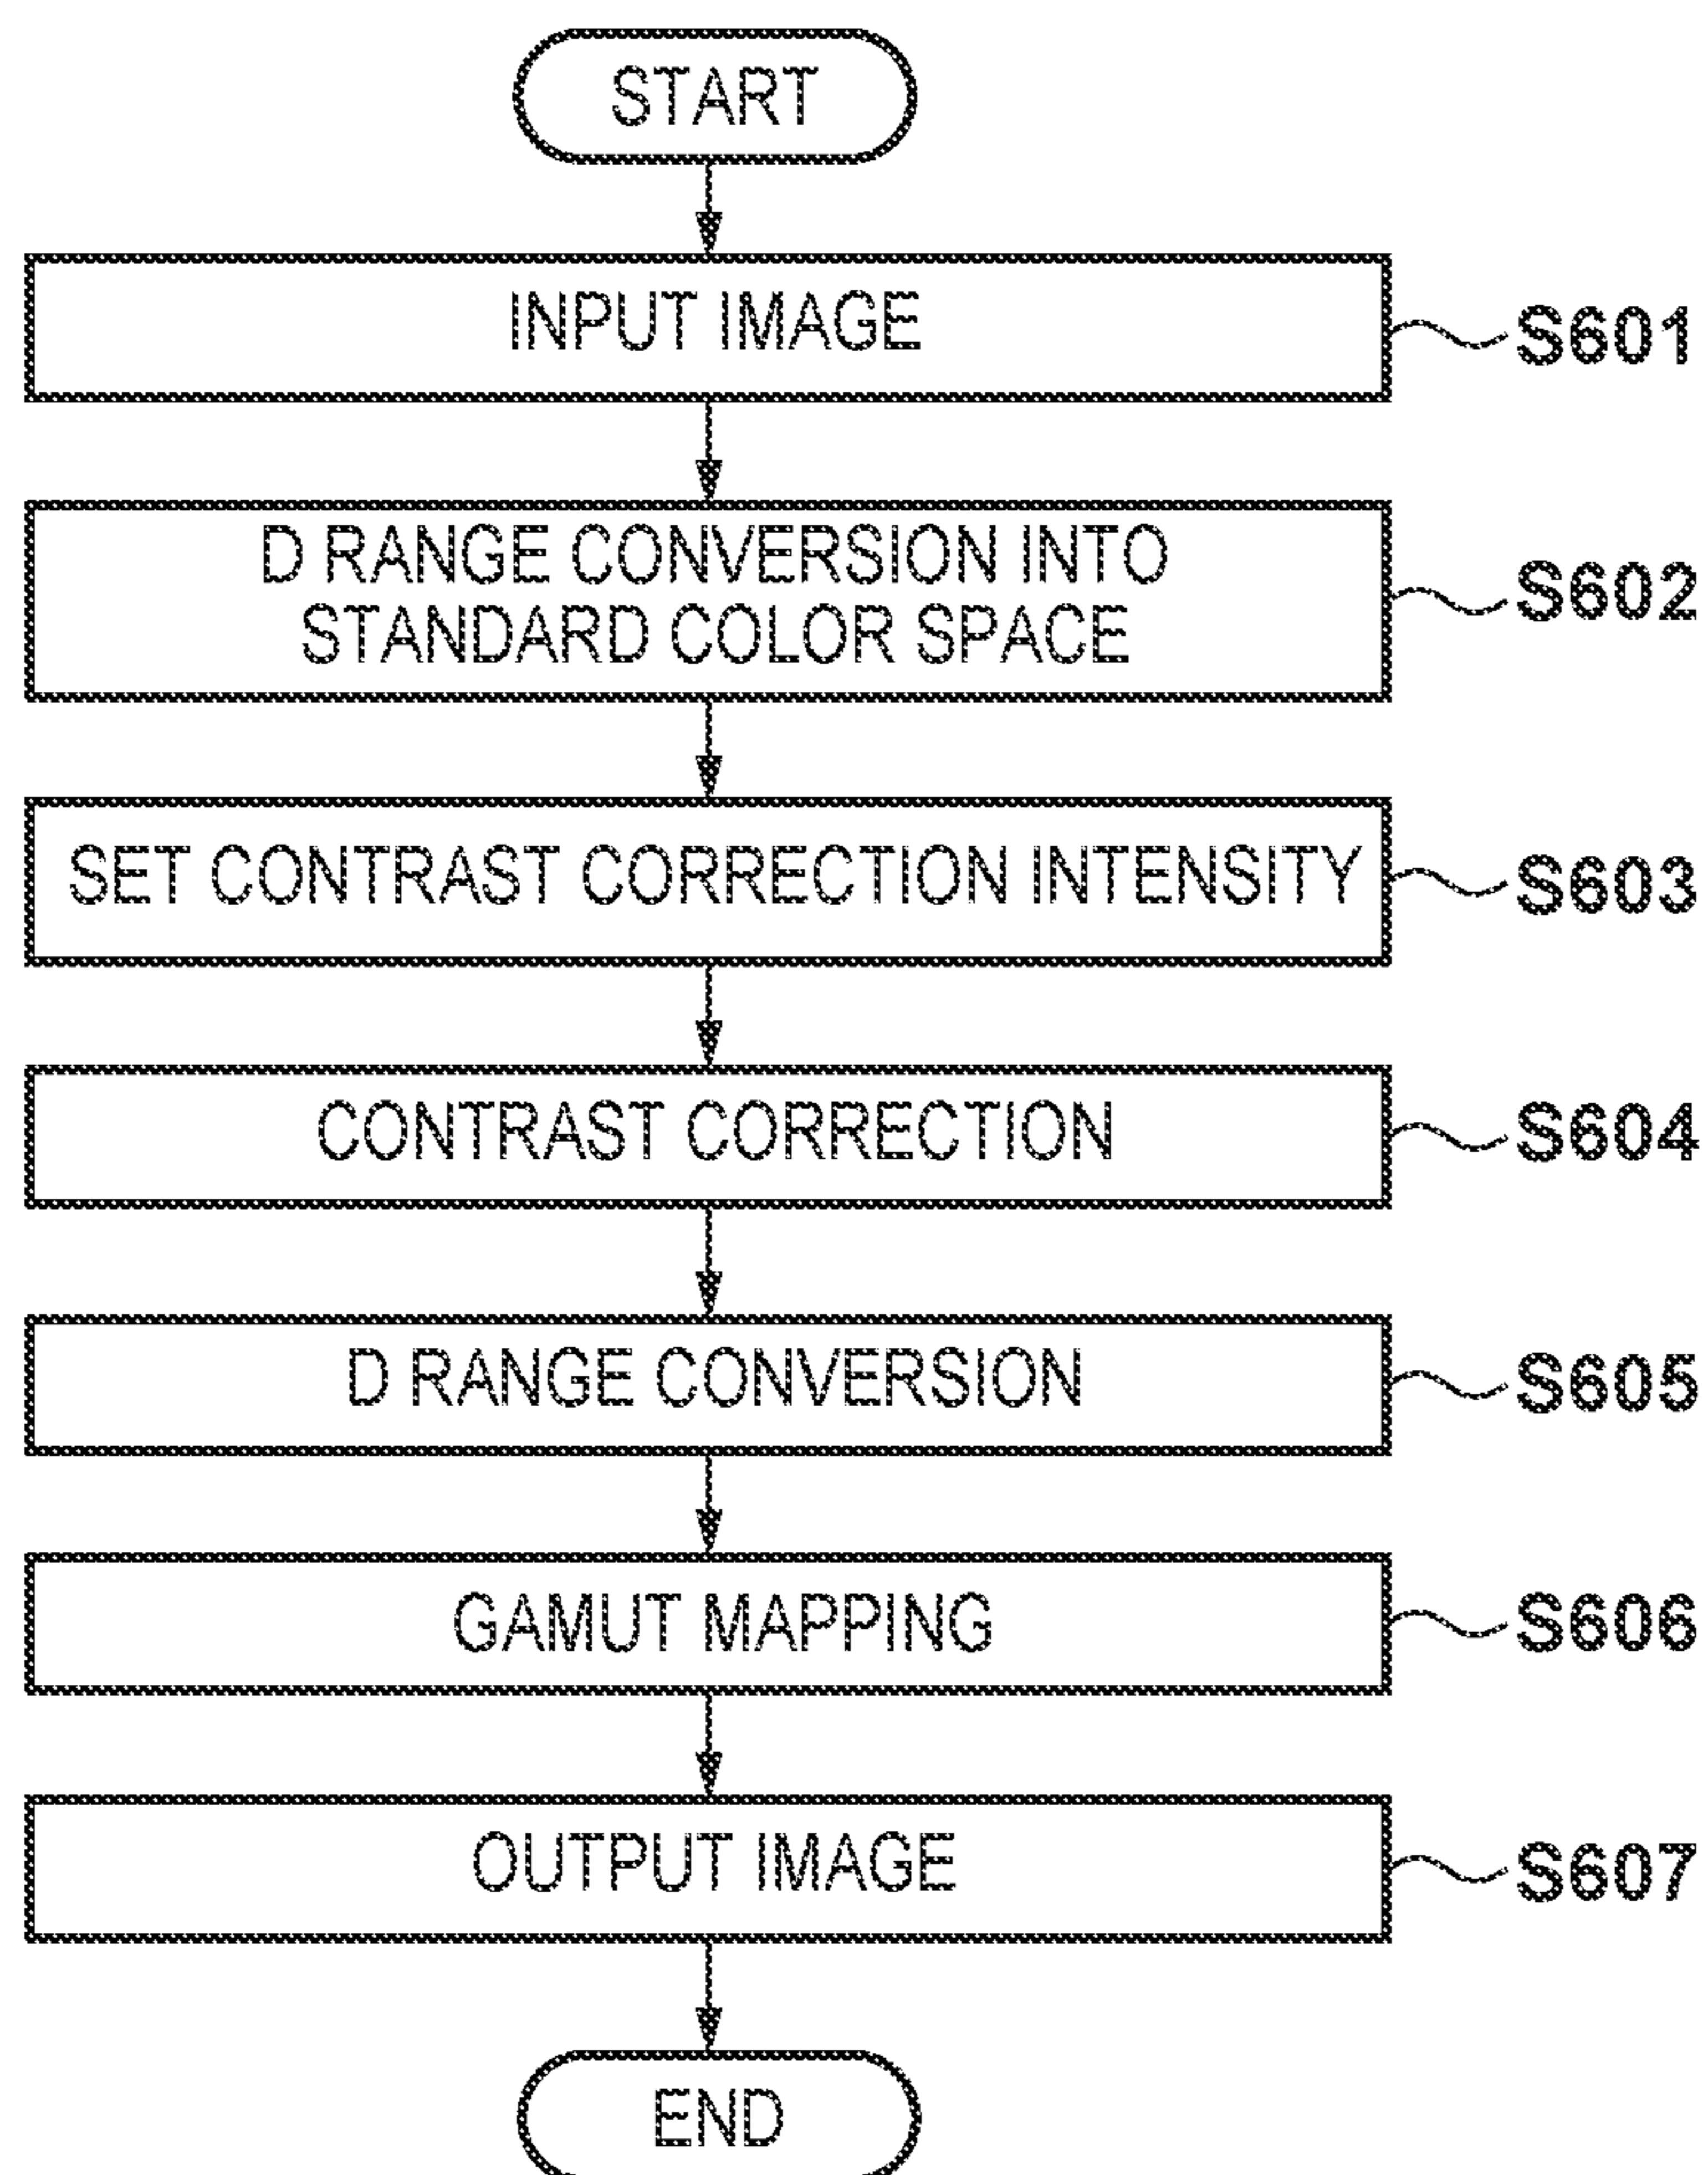 START
INPUT IMAGE
S601
D RANGE CONVERSION INTO
STANDARD COLOR SPACE
S602
SET CONTRAST CORRECTION INTENSITY
S603
CONTRAST CORRECTION
S604
D RANGE CONVERSION
S605
GAMUT MAPPING
S606
OUTPUT IMAGE
S607
END